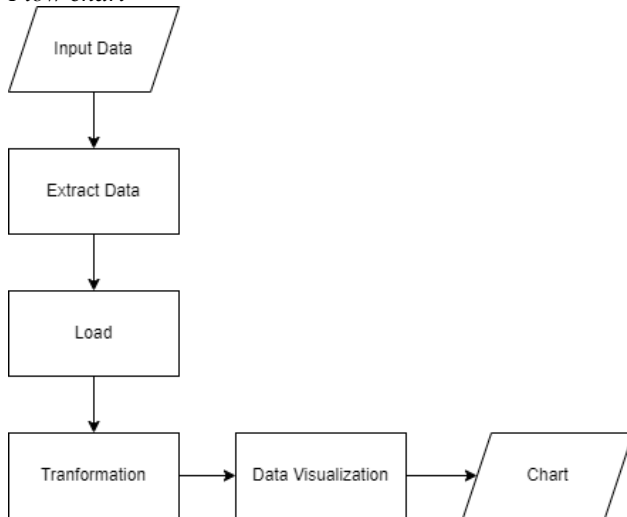 Flow chart
Input Data
Extract Data
Load
Tranformation
Data Visualization
Chart